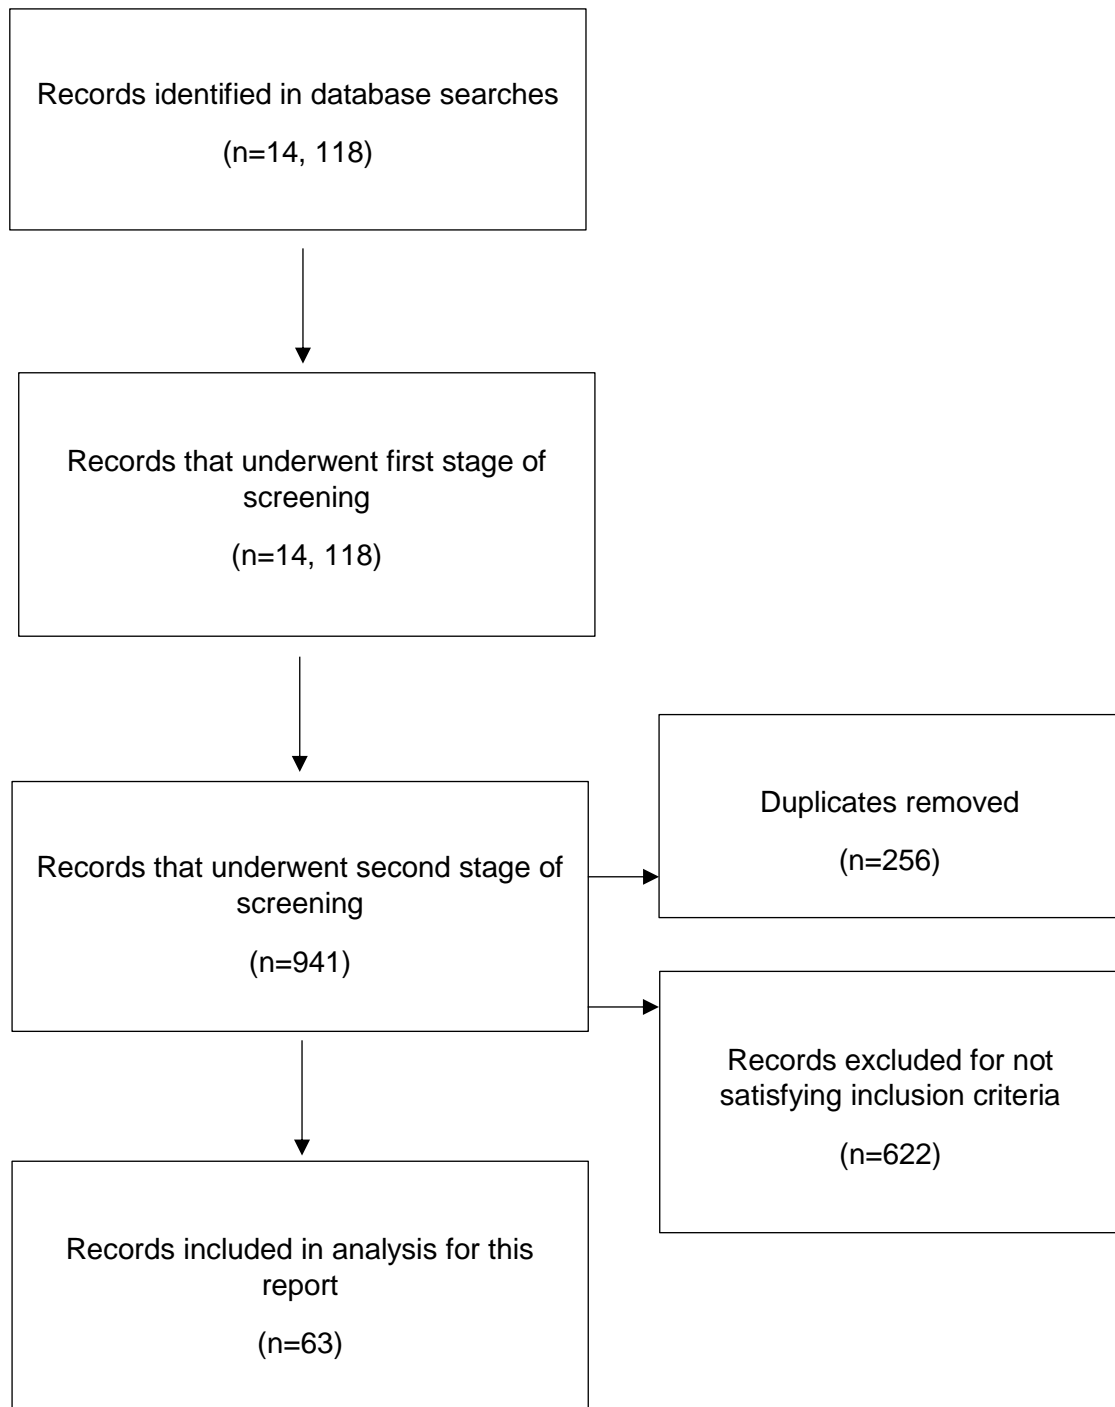 Records identified in database searches
(n=14, 118)
Records that underwent first stage of
screening
(n=14, 118)
Records that underwent second stage of
screening
(n=941)
Duplicates removed
(n=256)
Records excluded for not
satisfying inclusion criteria
(n=622)
Records included in analysis for this
report
(n=63)